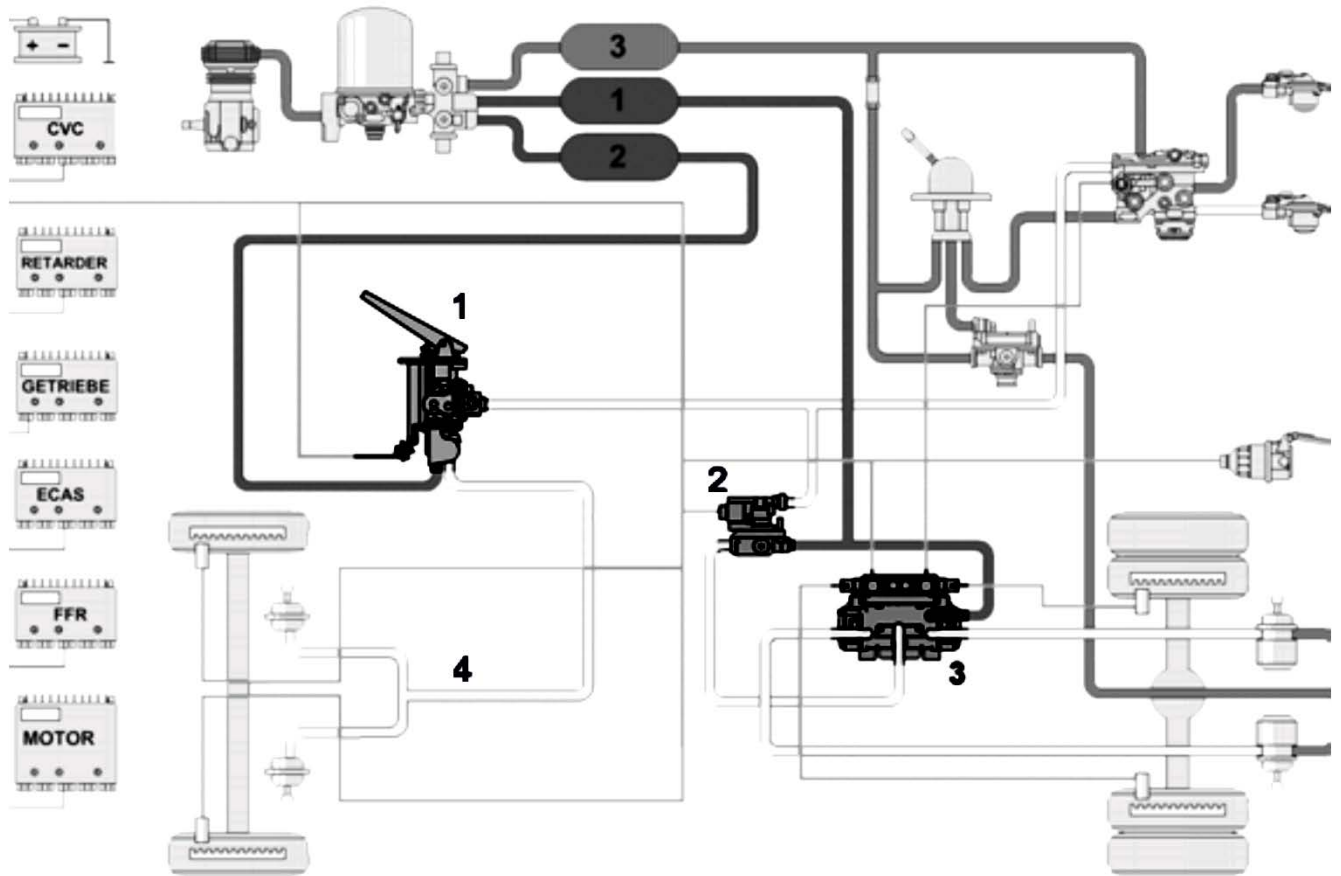 + -
CVC
RETARDER
GETRIEBE
ECAS
FFR
MOTOR
3
1
2
1
2
3
4